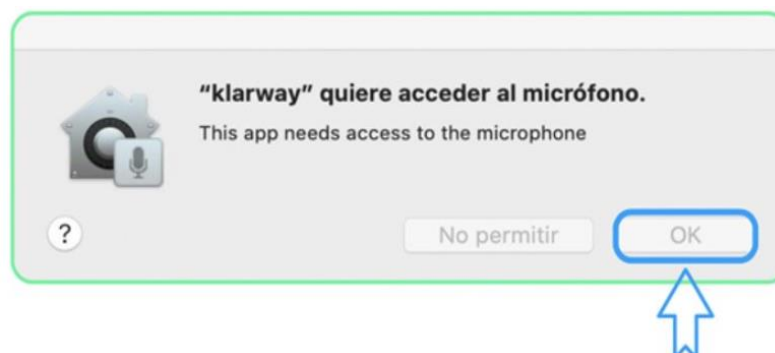 “klarway” quiere acceder al micrófono.
This app needs access to the microphone
?
No permitir
OK